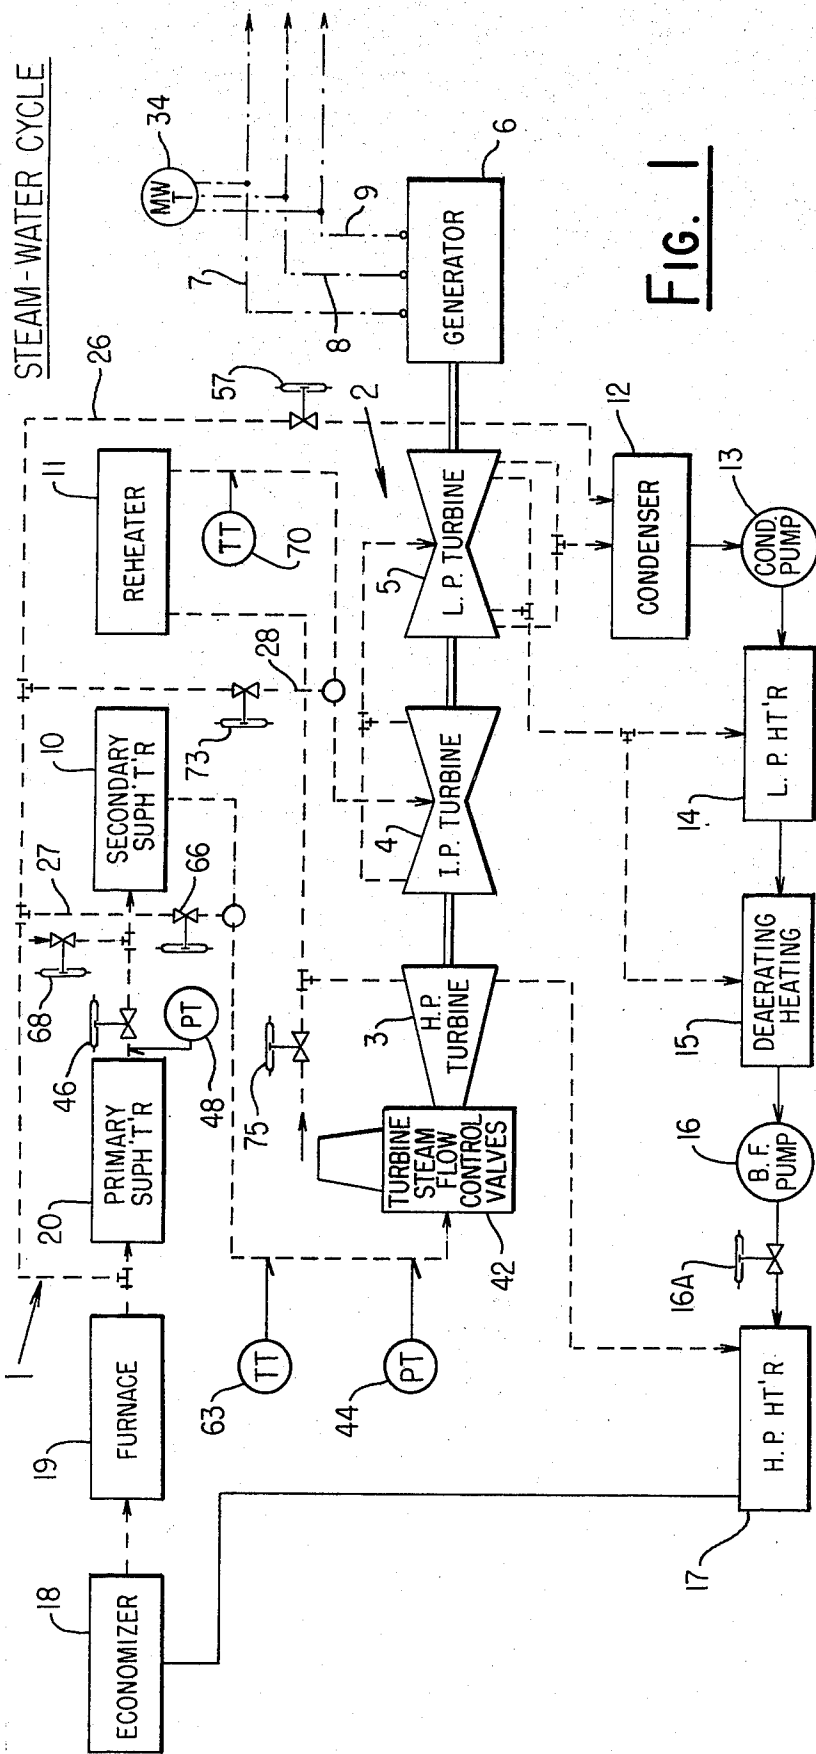 STEAM-WATER CYCLE
1
18
ECONOMIZER
19
FURNACE
20
PRIMARY
SUPH'T'R
46
PT
48
68
27
66
10
SECONDARY
SUPH'T'R
73
28
11
REHEATER
TT
70
26
57
7
8
9
MW
T
34
63
TT
44
PT
75
TURBINE
STEAM
FLOW
CONTROL
VALVES
42
3
H.P.
TURBINE
4
I.P. TURBINE
5
L.P. TURBINE
2
GENERATOR
6
12
CONDENSER
13
COND.
PUMP
14
L.P. HT'R
15
DEAERATING
HEATING
16
B.F.
PUMP
16A
17
H.P. HT'R
FIG. 1